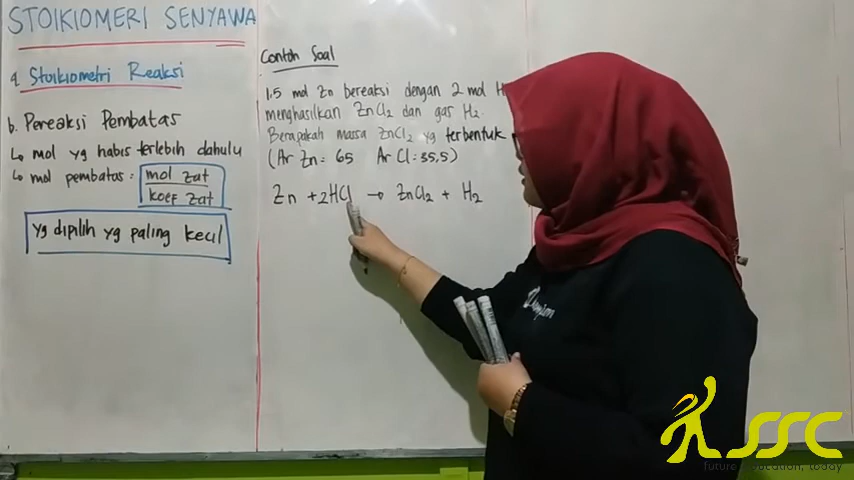 STOIKIOMERI SENYAWA
a. Stoikiometri Reaksi
b. Pereaksi Pembatas
↳ mol yg habis terlebih dahulu
↳ mol pembatas = mol zat
koef zat
yg dipilih yg paling kecil
Contoh Soal
1,5 mol Zn bereaksi dengan 2 mol H
menghasilkan ZnCl2 dan gas H2.
Berapakah massa ZnCl2 yg terbentuk
(Ar Zn = 65 Ar Cl = 35,5)
Zn + 2HCl → ZnCl2 + H2
SSC
future education, today